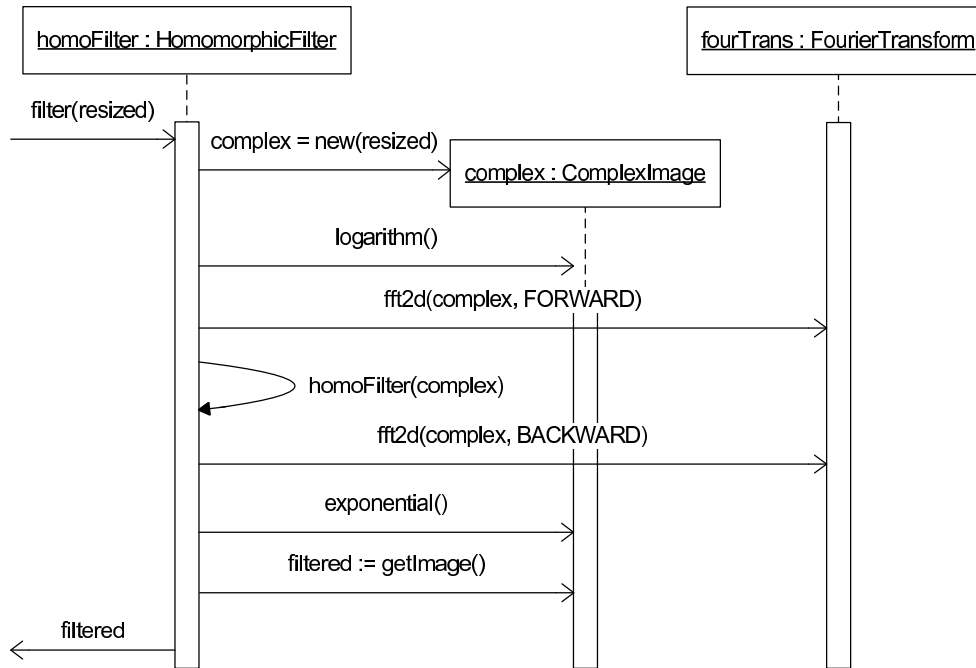 homoFilter : HomomorphicFilter
fourTrans : FourierTransform
filter(resized)
complex = new(resized)
complex : ComplexImage
logarithm()
fft2d(complex, FORWARD)
homoFilter(complex)
fft2d(complex, BACKWARD)
exponential()
filtered := getImage()
filtered